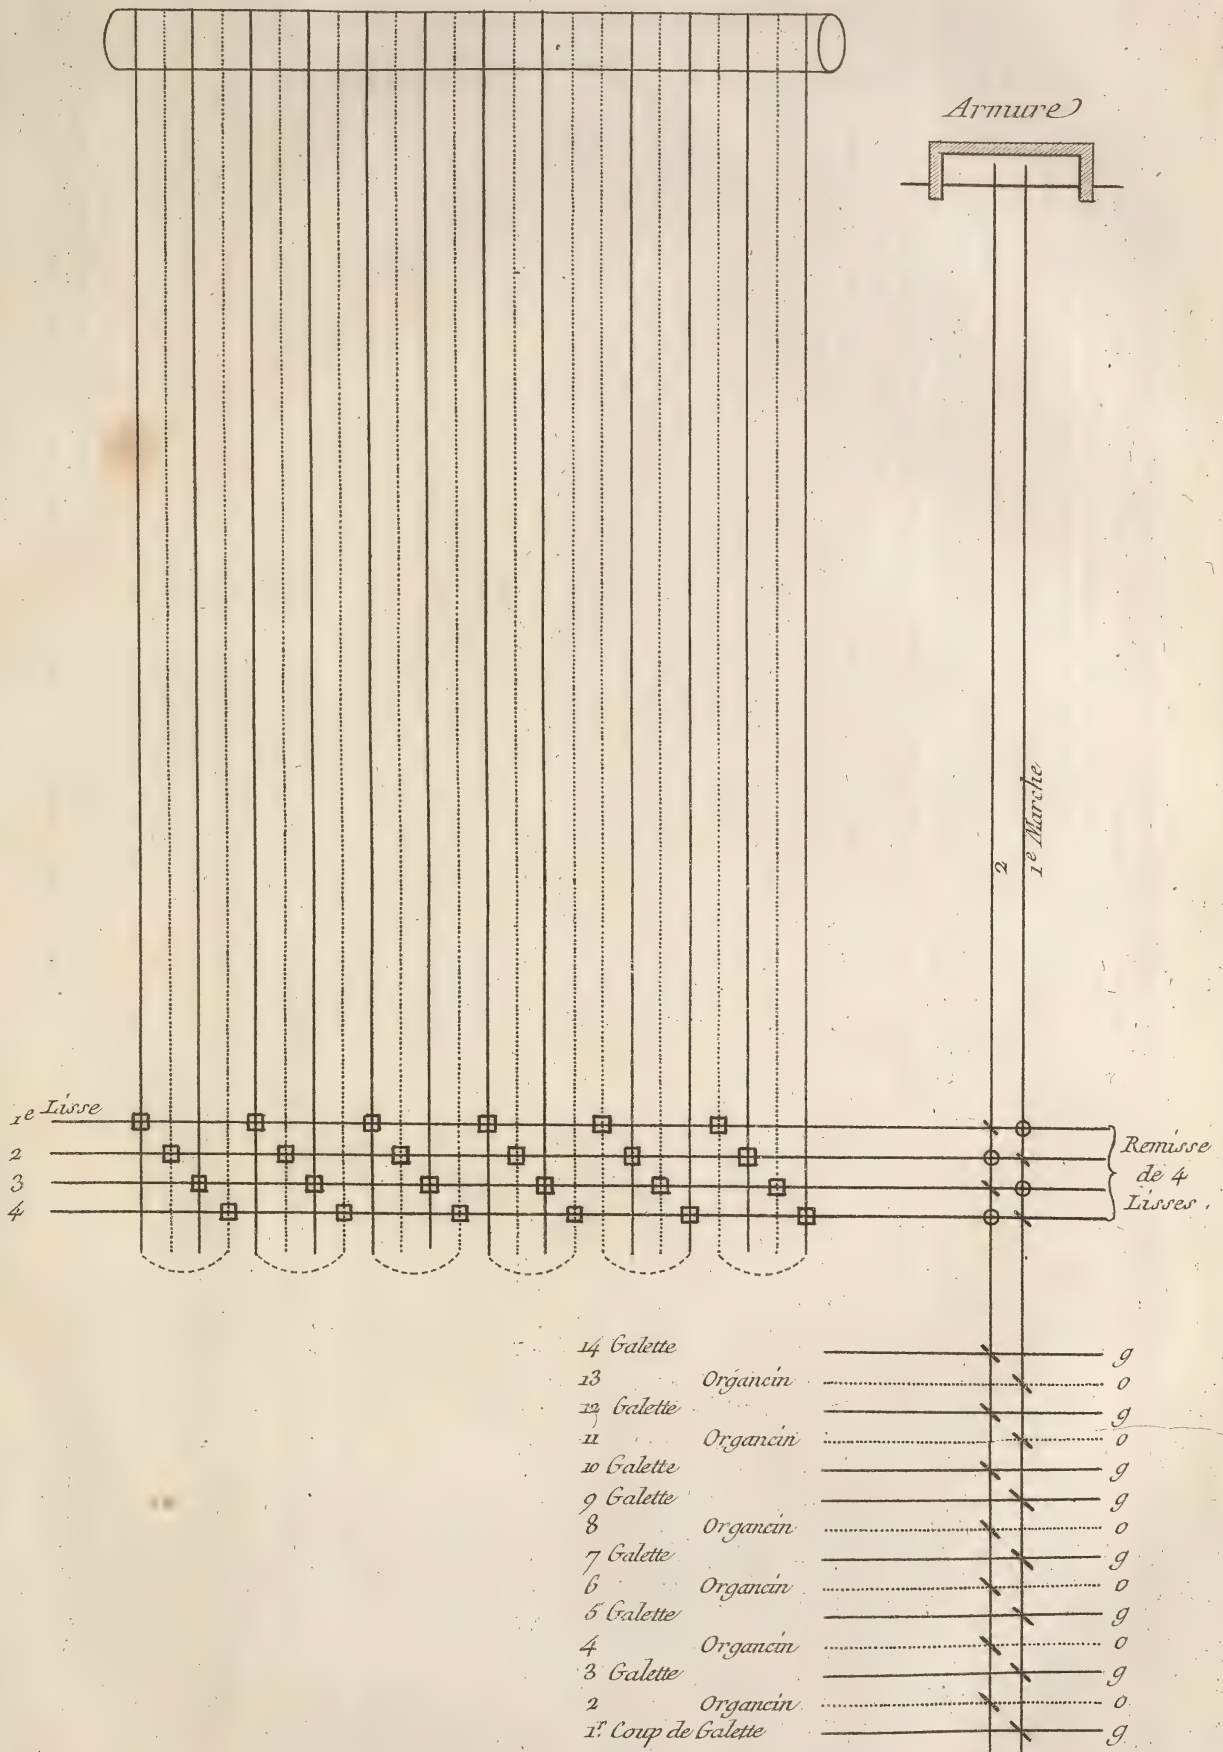 Armure
2
1e Marche
1e Lisse
2
3
4
Remisse
de 4
Lisses.
14 Galette g
13 Organcin o
12 Galette g
11 Organcin o
10 Galette g
9 Galette g
8 Organcin o
7 Galette g
6 Organcin o
5 Galette g
4 Organcin o
3 Galette g
2 Organcin o
1r. Coup de Galette g